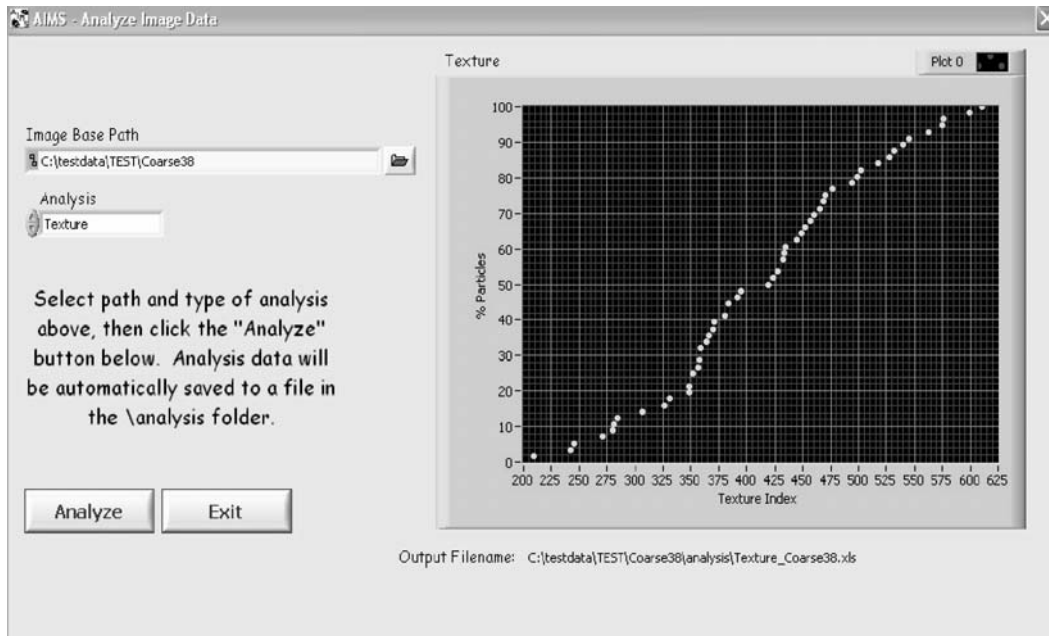 AIMS - Analyze Image Data
Image Base Path
C:\testdata\TEST\Coarse38
Analysis
Texture
Select path and type of analysis
above, then click the "Analyze"
button below. Analysis data will
be automatically saved to a file in
the \analysis folder.
Analyze Exit
Texture
Plot 0
100
90
80
70
60
50
40
30
20
10
0
% Particles
200 225 250 275 300 325 350 375 400 425 450 475 500 525 550 575 600 625
Texture Index
Output Filename: C:\testdata\TEST\Coarse38\analysis\Texture_Coarse38.xls